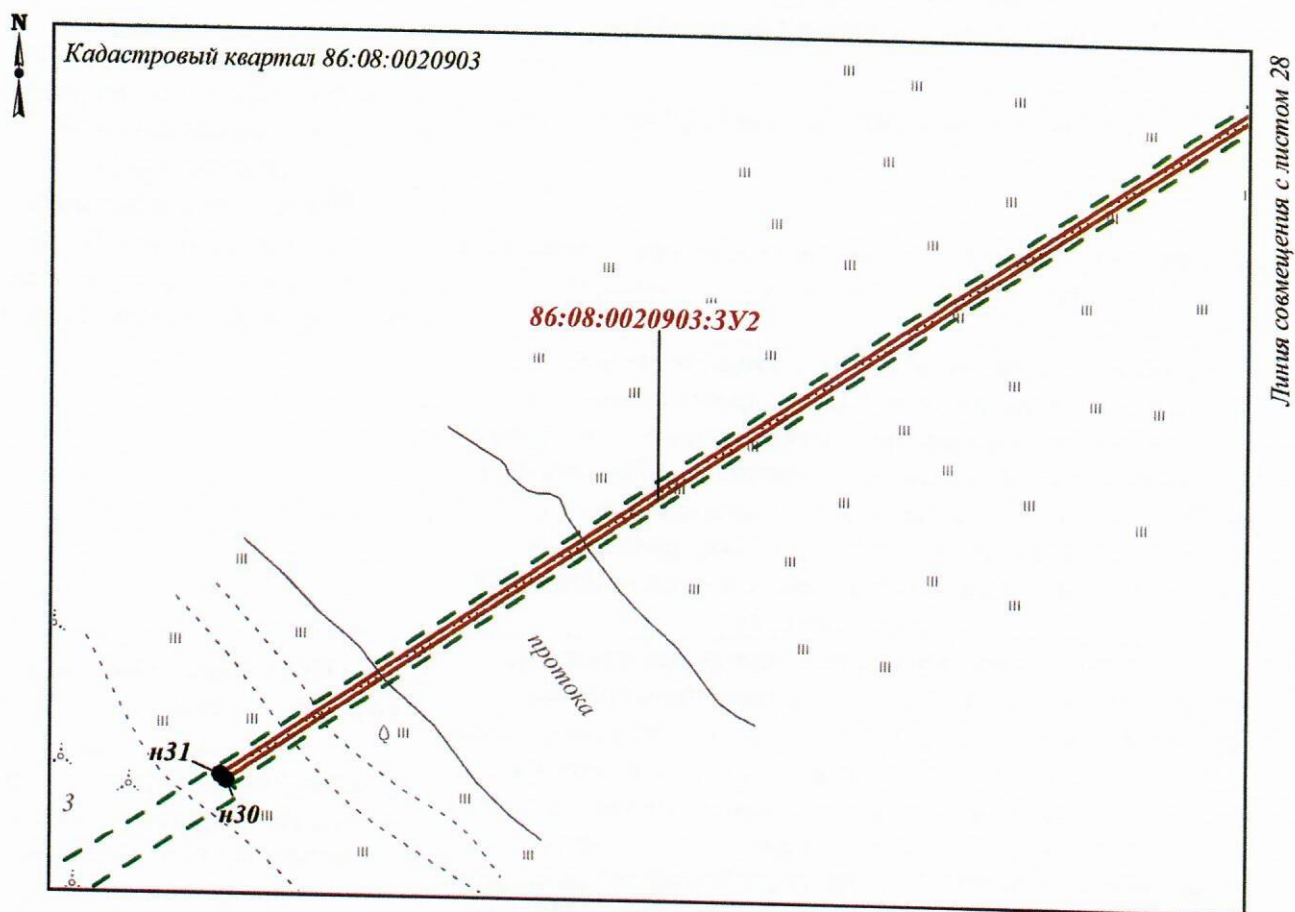 N
Кадастровый квартал 86:08:0020903
Линия совмещения с листом 28
86:08:0020903:ЗУ2
протока
н31
3
н30